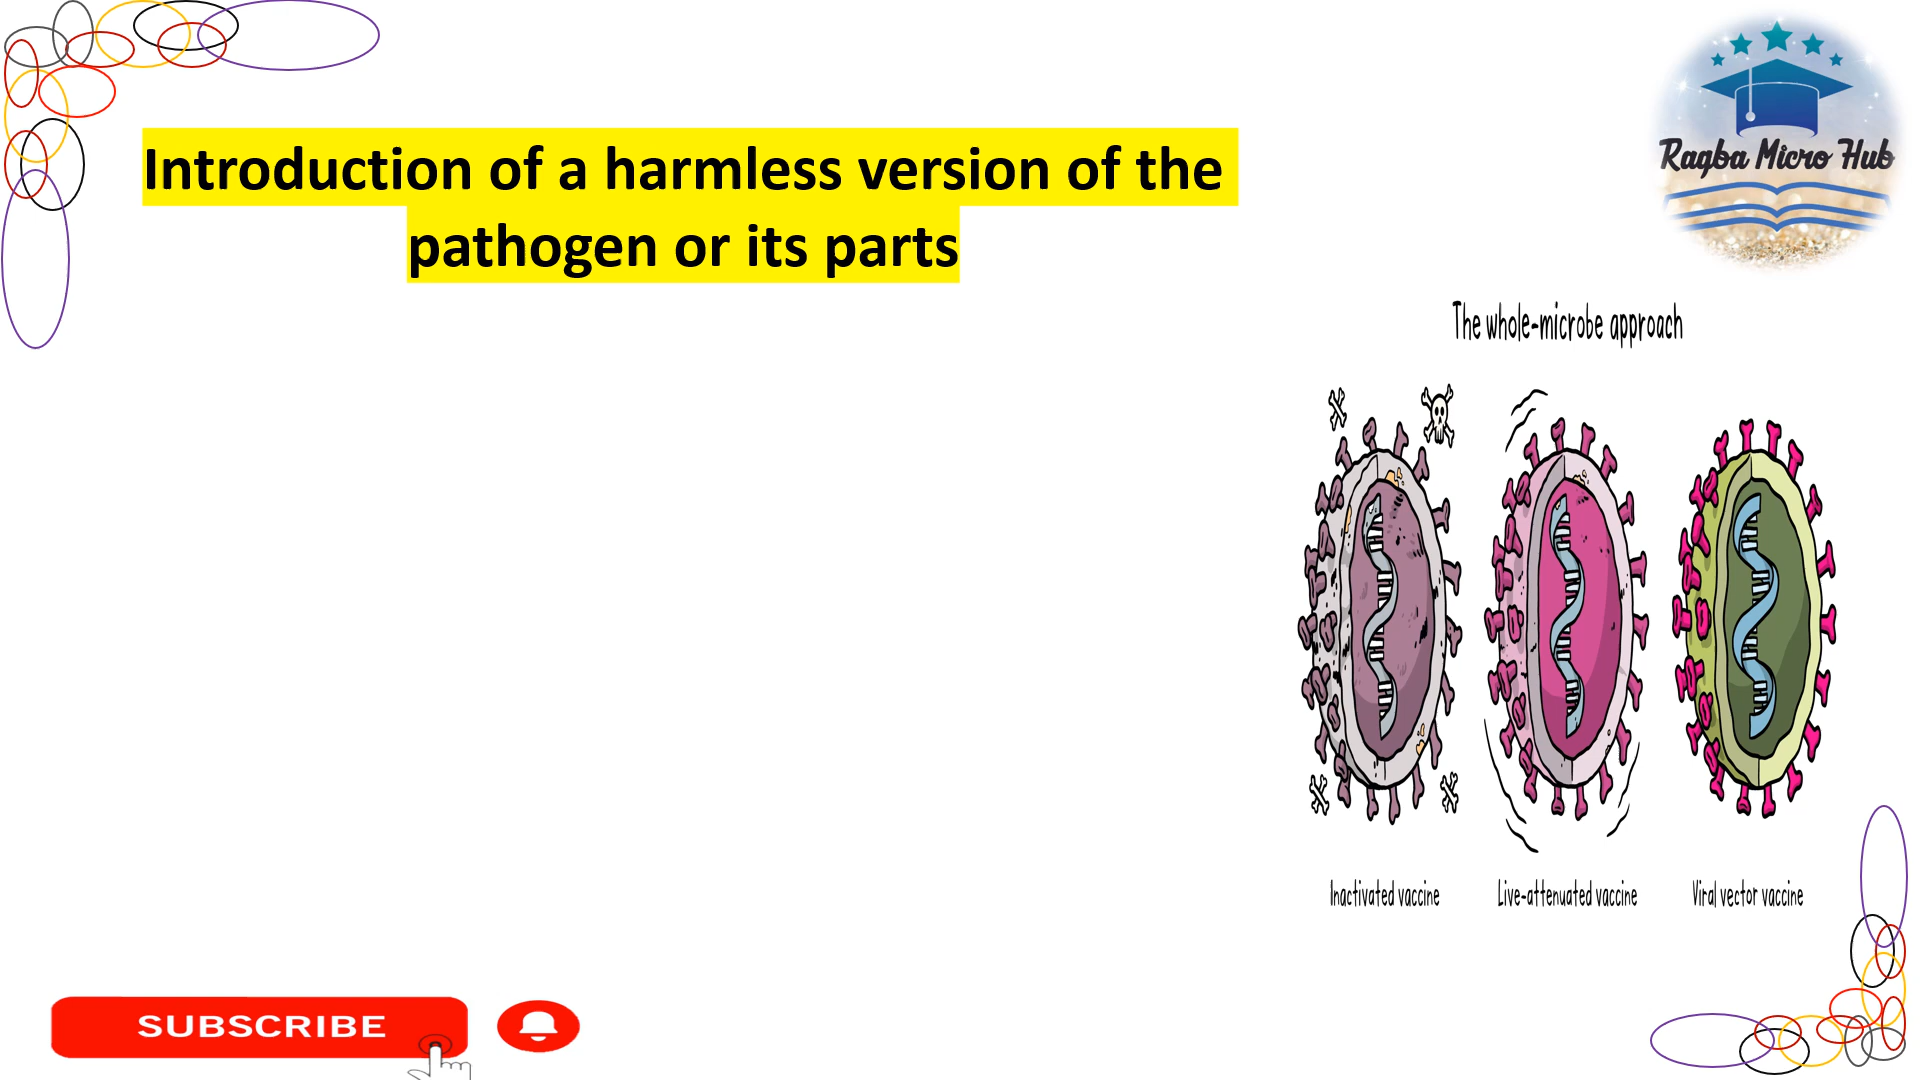 Introduction of a harmless version of the
pathogen or its parts
Ragba Micro Hub
The whole-microbe approach
Inactivated vaccine
Live-attenuated vaccine
Viral vector vaccine
SUBSCRIBE